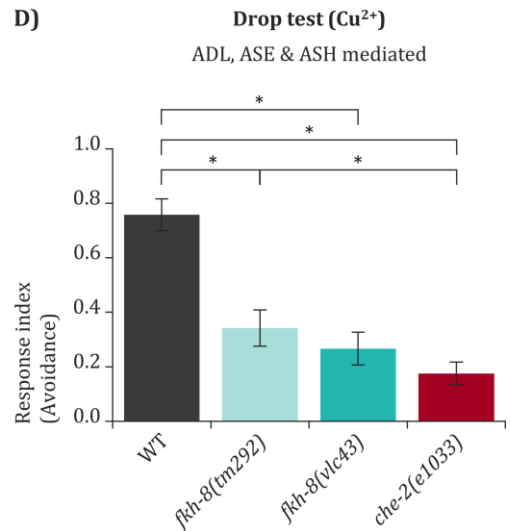 D)
Drop test (Cu²⁺)
ADL, ASE & ASH mediated
*
*
* *
1.0
0.8
0.6
0.4
0.2
0.0
Response index
(Avoidance)
WT
fkh-8(tm292)
fkh-8(vlc43)
che-2(e1033)